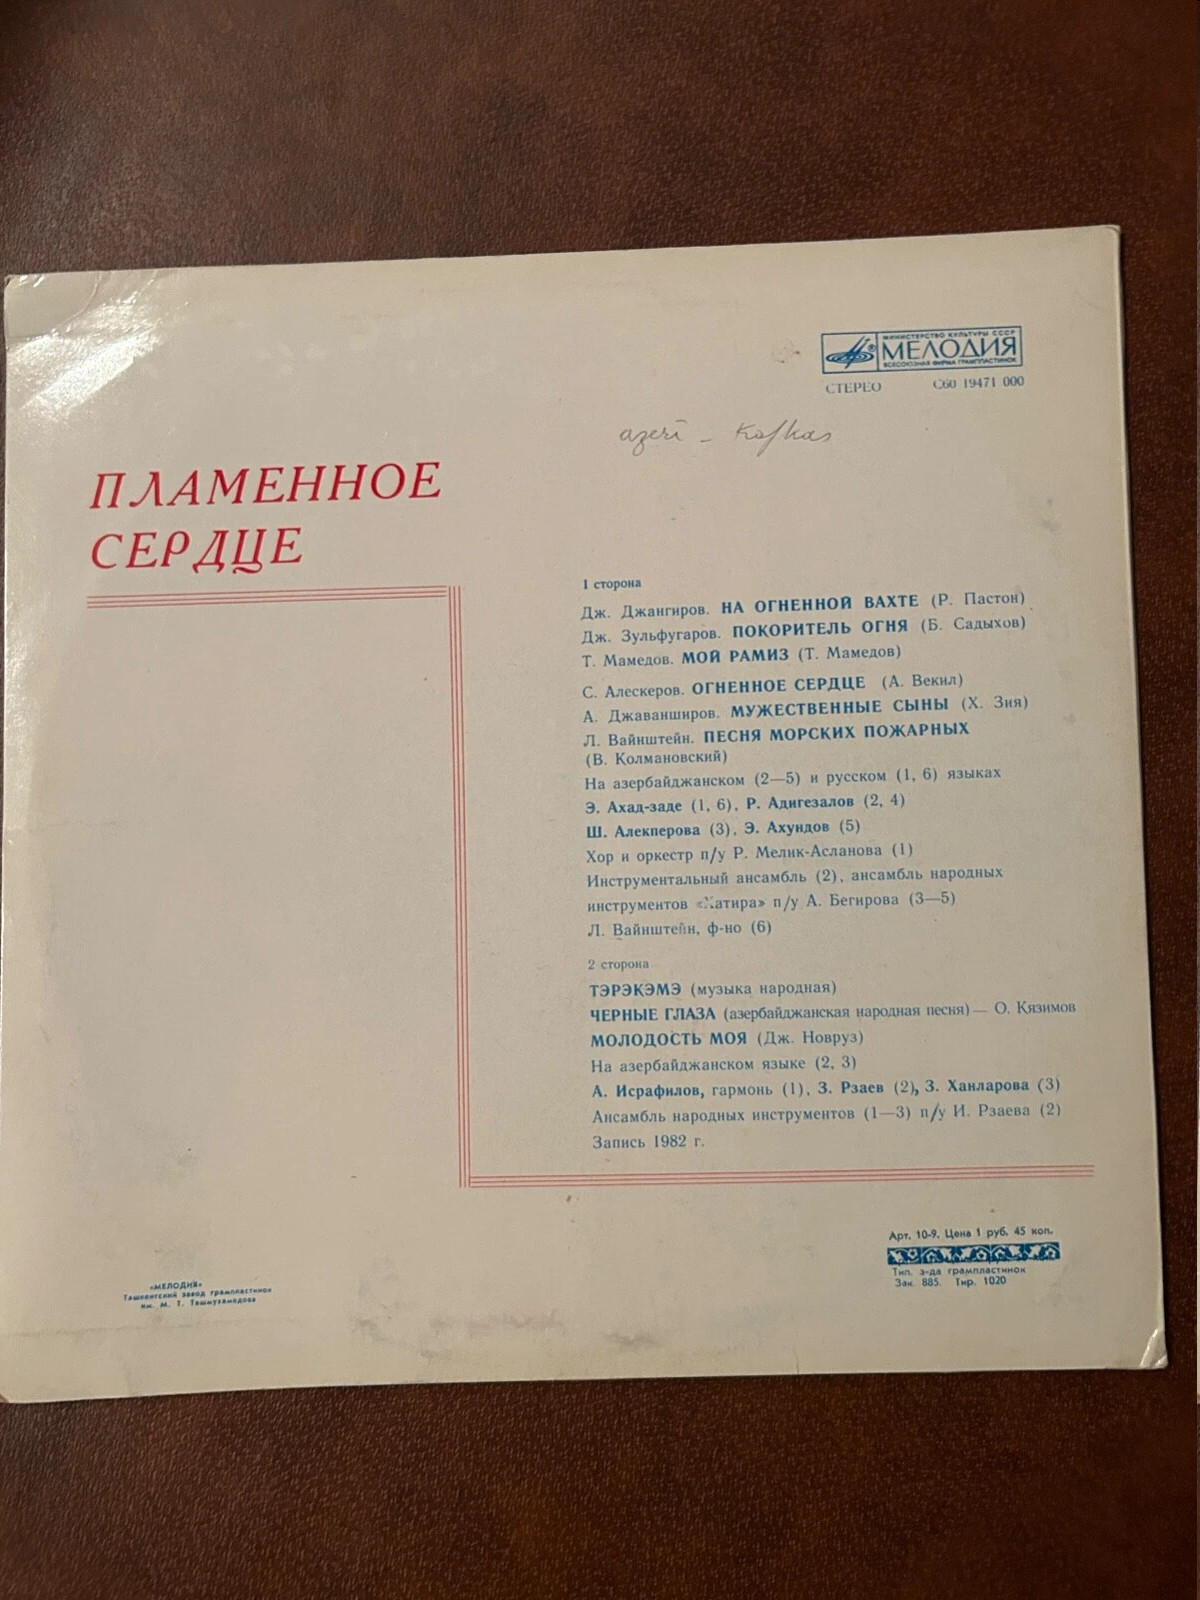 МИНИСТЕРСТВО КУЛЬТУРЫ СССР
МЕЛОДИЯ
ВСЕСОЮЗНАЯ ФИРМА ГРАМПЛАСТИНОК
СТЕРЕО С60 19471 000
azeri - Kafkas
ПЛАМЕННОЕ
СЕРДЦЕ
1 сторона
Дж. Джангиров. НА ОГНЕННОЙ ВАХТЕ (Р. Пастон)
Дж. Зульфугаров. ПОКОРИТЕЛЬ ОГНЯ (Б. Садыхов)
Т. Мамедов. МОЙ РАМИЗ (Т. Мамедов)
С. Алескеров. ОГНЕННОЕ СЕРДЦЕ (А. Векил)
А. Джаванширов. МУЖЕСТВЕННЫЕ СЫНЫ (Х. Зия)
Л. Вайнштейн. ПЕСНЯ МОРСКИХ ПОЖАРНЫХ
(В. Колмановский)
На азербайджанском (2—5) и русском (1, 6) языках
Э. Ахад-заде (1, 6), Р. Адигезалов (2, 4)
Ш. Алекперова (3), Э. Ахундов (5)
Хор и оркестр п/у Р. Мелик-Асланова (1)
Инструментальный ансамбль (2), ансамбль народных
инструментов «Хатира» п/у А. Бегирова (3—5)
Л. Вайнштейн, ф-но (6)
2 сторона
ТЭРЭКЭМЭ (музыка народная)
ЧЕРНЫЕ ГЛАЗА (азербайджанская народная песня) — О. Кязимов
МОЛОДОСТЬ МОЯ (Дж. Новруз)
На азербайджанском языке (2, 3)
А. Исрафилов, гармонь (1), З. Рзаев (2), З. Ханларова (3)
Ансамбль народных инструментов (1—3) п/у И. Рзаева (2)
Запись 1982 г.
Арт. 10-9. Цена 1 руб. 45 коп.
Тип. з-да грампластинок
Зак. 885. Тир. 1020
«МЕЛОДИЯ»
Ташкентский завод грампластинок
им. М. Т. Ташмухамедова